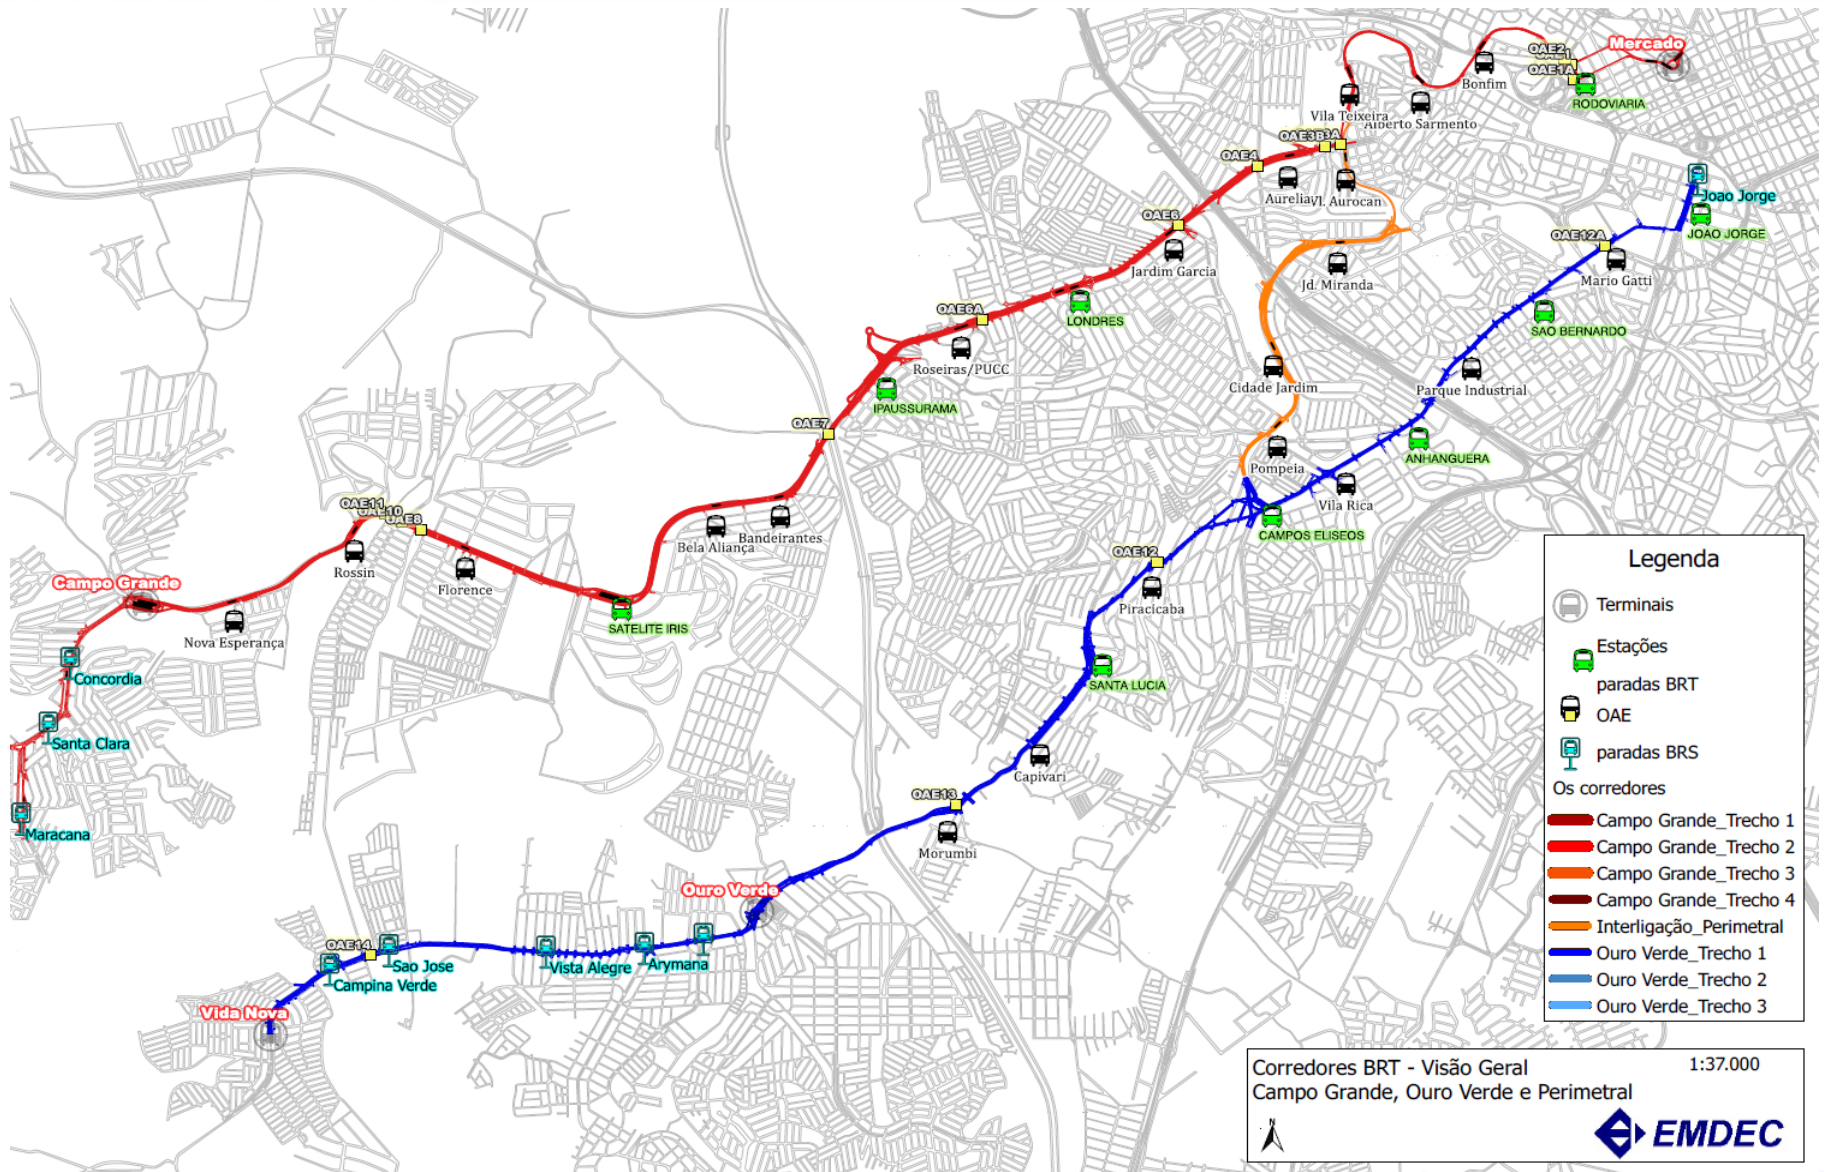 Mercado
OAE2
OAE1A
Bonfim
RODOVIARIA
Vila Teixeira
Alberto Sarmento
OAE3B
OAE4
Aurelia
Vl. Aurocan
Joao Jorge
JOAO JORGE
OAE6
OAE12A
Jardim Garcia
Jd. Miranda
Mario Gatti
OAE6A
LONDRES
SAO BERNARDO
Roseiras/PUCC
Cidade Jardim
Parque Industrial
IPAUSSURAMA
OAE7
ANHANGUERA
Pompeia
Vila Rica
OAE11
OAE10
OAE8
Bela Aliança
Bandeirantes
CAMPOS ELISEOS
OAE12
Rossin
Florence
Campo Grande
Piracicaba
SATELITE IRIS
Nova Esperança
Concordia
SANTA LUCIA
Santa Clara
Capivari
OAE13
Maracana
Morumbi
Ouro Verde
OAE14
Sao Jose
Vista Alegre
Arymana
Campina Verde
Vida Nova
Legenda
Terminais
Estações
paradas BRT
OAE
paradas BRS
Os corredores
Campo Grande_Trecho 1
Campo Grande_Trecho 2
Campo Grande_Trecho 3
Campo Grande_Trecho 4
Interligação_Perimetral
Ouro Verde_Trecho 1
Ouro Verde_Trecho 2
Ouro Verde_Trecho 3
Corredores BRT - Visão Geral 1:37.000
Campo Grande, Ouro Verde e Perimetral
EMDEC